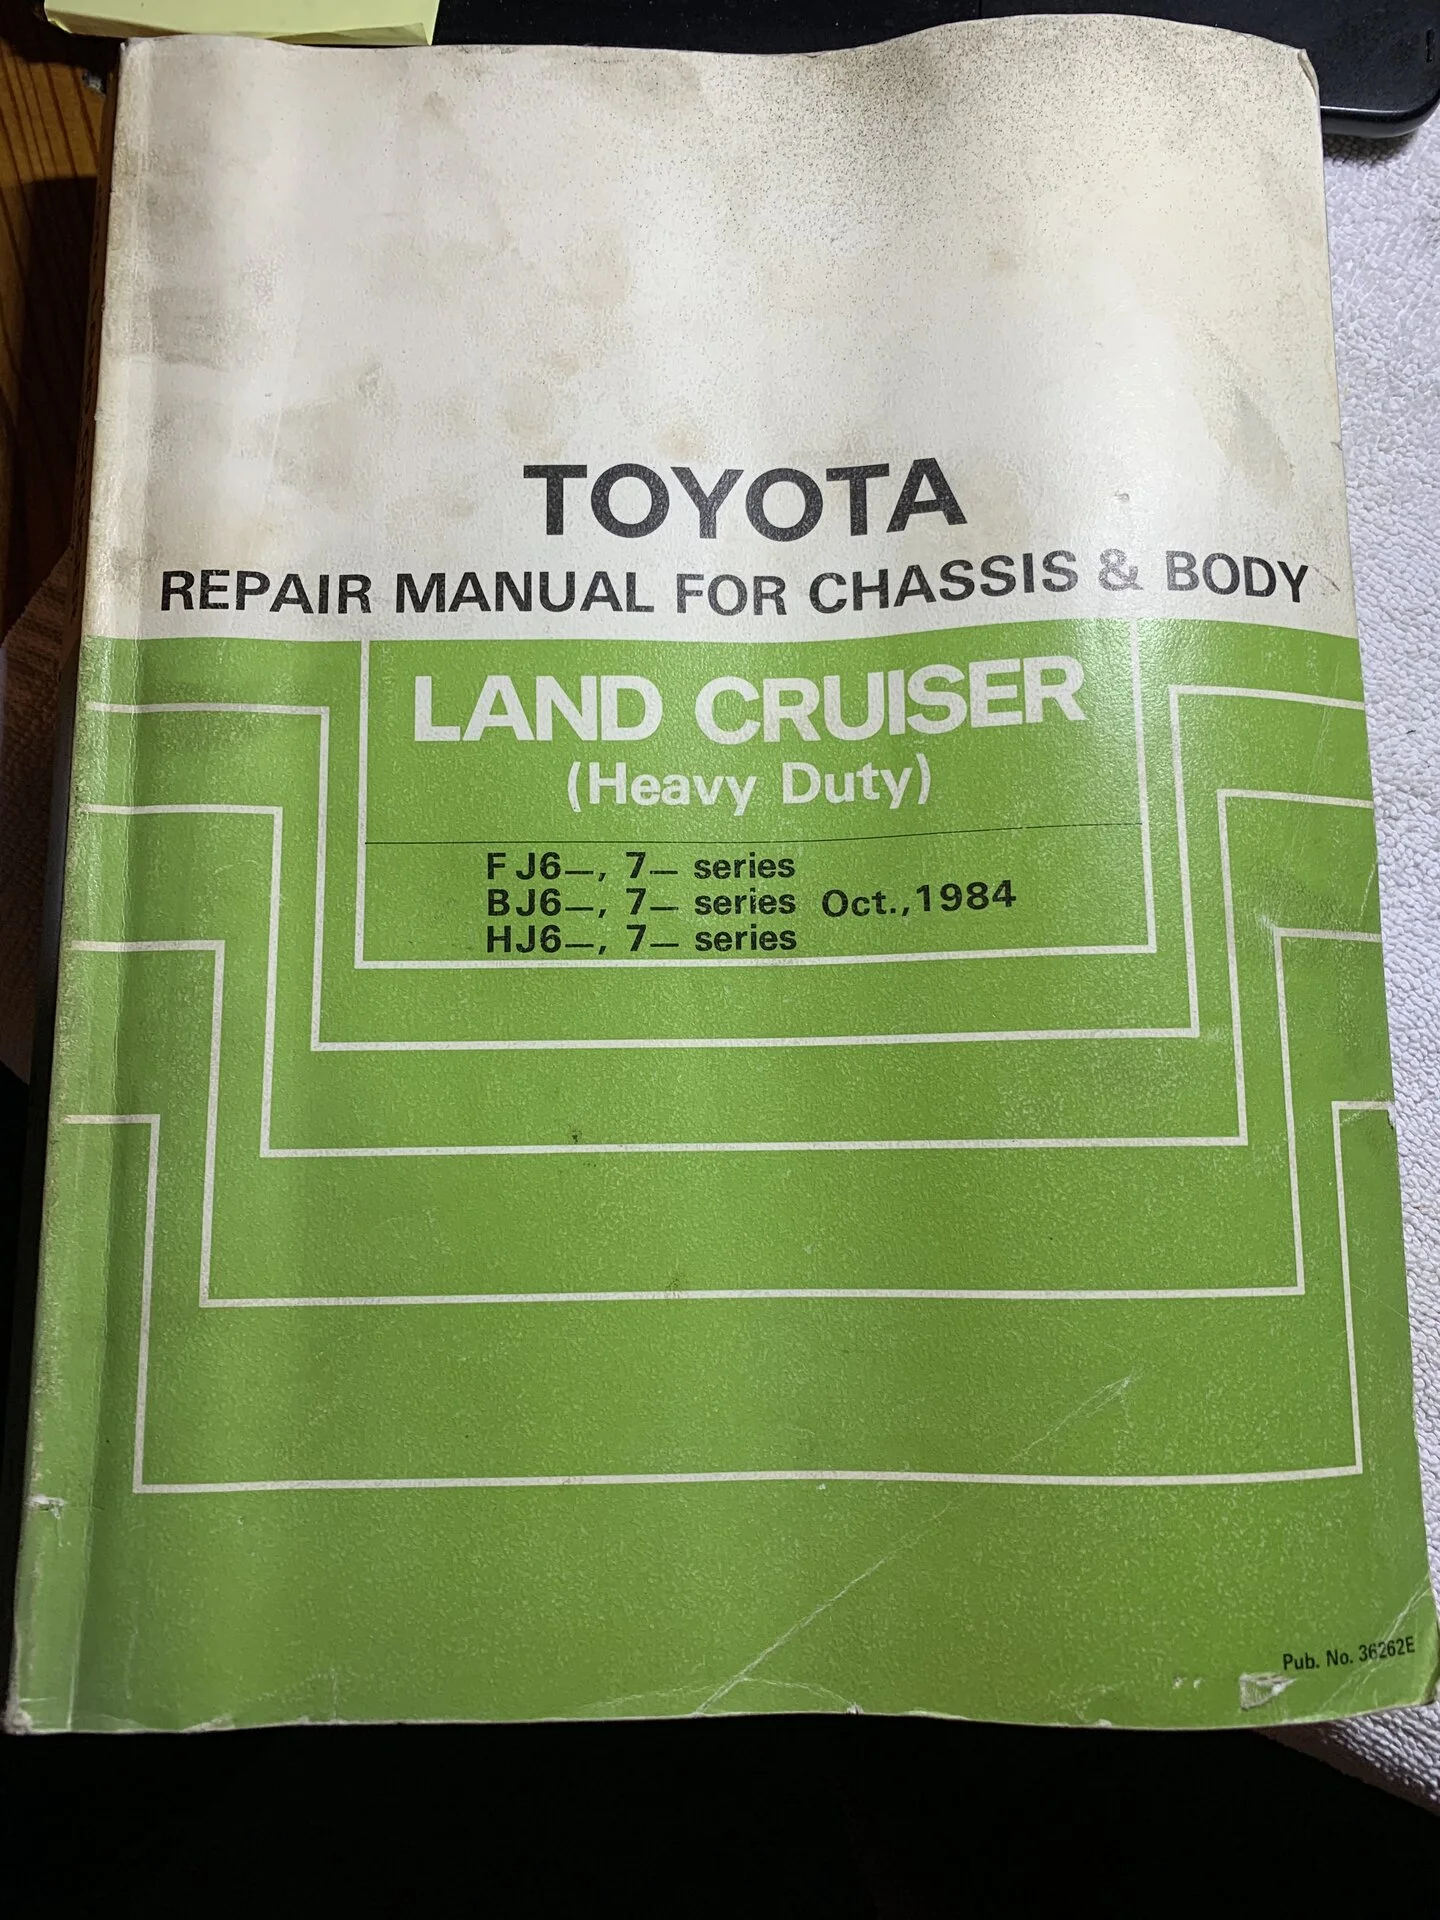 TOYOTA
REPAIR MANUAL FOR CHASSIS & BODY
LAND CRUISER
(Heavy Duty)
FJ6—, 7— series
BJ6—, 7— series Oct.,1984
HJ6—, 7— series
Pub. No. 36262E